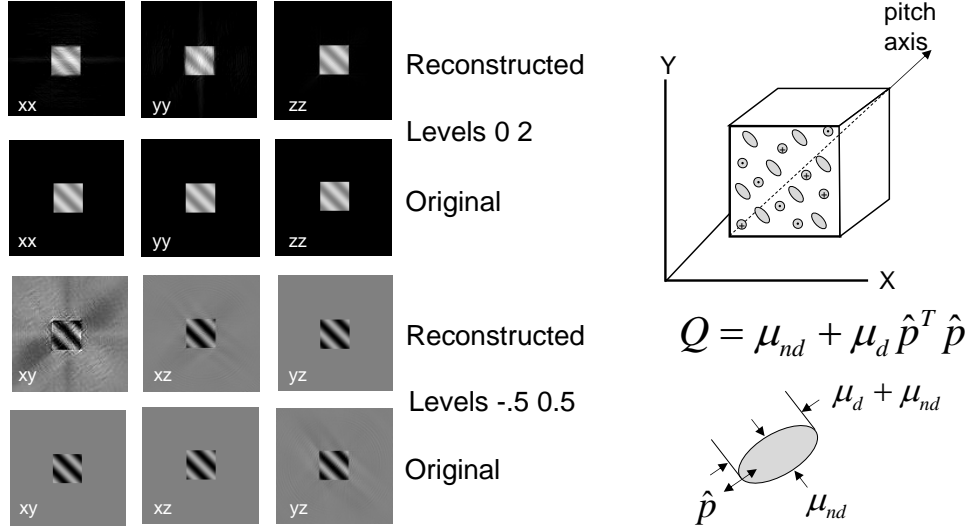 xx yy zz
Reconstructed
Levels 0 2
xx yy zz
Original
xy xz yz
Reconstructed
Levels -.5 0.5
xy xz yz
Original
pitch
axis
Y
X
Q = μ_nd + μ_d p̂^T p̂
μ_d + μ_nd
p̂
μ_nd